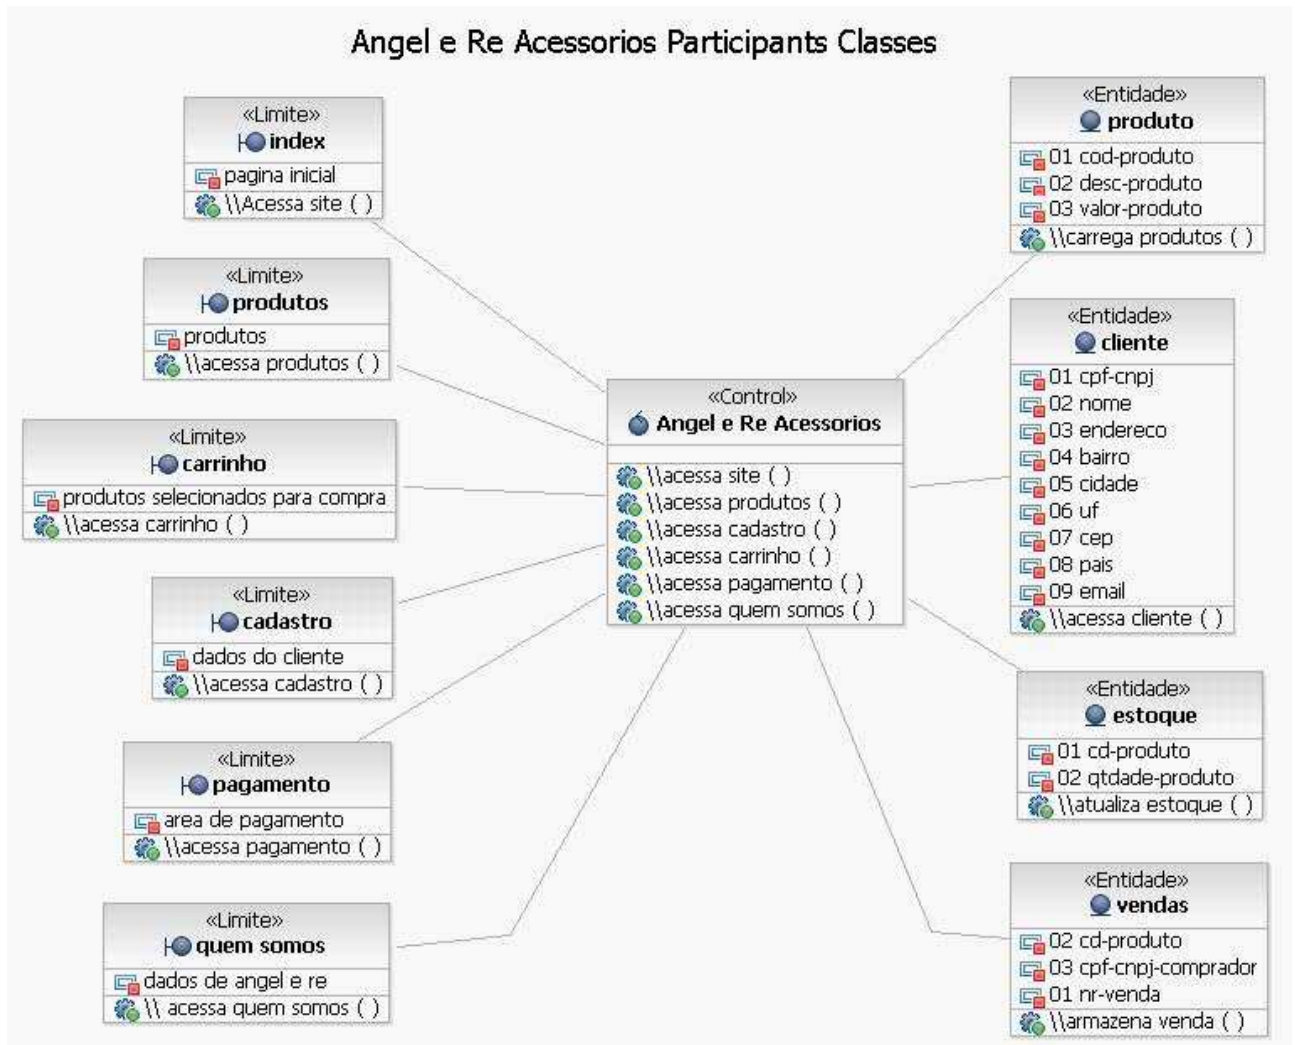 Angel e Re Acessorios Participants Classes
«Limite»
index
pagina inicial
\\Acessa site ( )
«Limite»
produtos
produtos
\\acessa produtos ( )
«Limite»
carrinho
produtos selecionados para compra
\\acessa carrinho ( )
«Limite»
cadastro
dados do cliente
\\acessa cadastro ( )
«Limite»
pagamento
area de pagamento
\\acessa pagamento ( )
«Limite»
quem somos
dados de angel e re
\\ acessa quem somos ( )
«Control»
Angel e Re Acessorios
\\acessa site ( )
\\acessa produtos ( )
\\acessa cadastro ( )
\\acessa carrinho ( )
\\acessa pagamento ( )
\\acessa quem somos ( )
«Entidade»
produto
01 cod-produto
02 desc-produto
03 valor-produto
\\carrega produtos ( )
«Entidade»
cliente
01 cpf-cnpj
02 nome
03 endereco
04 bairro
05 cidade
06 uf
07 cep
08 pais
09 email
\\acessa cliente ( )
«Entidade»
estoque
01 cd-produto
02 qtdade-produto
\\atualiza estoque ( )
«Entidade»
vendas
02 cd-produto
03 cpf-cnpj-comprador
01 nr-venda
\\armazena venda ( )